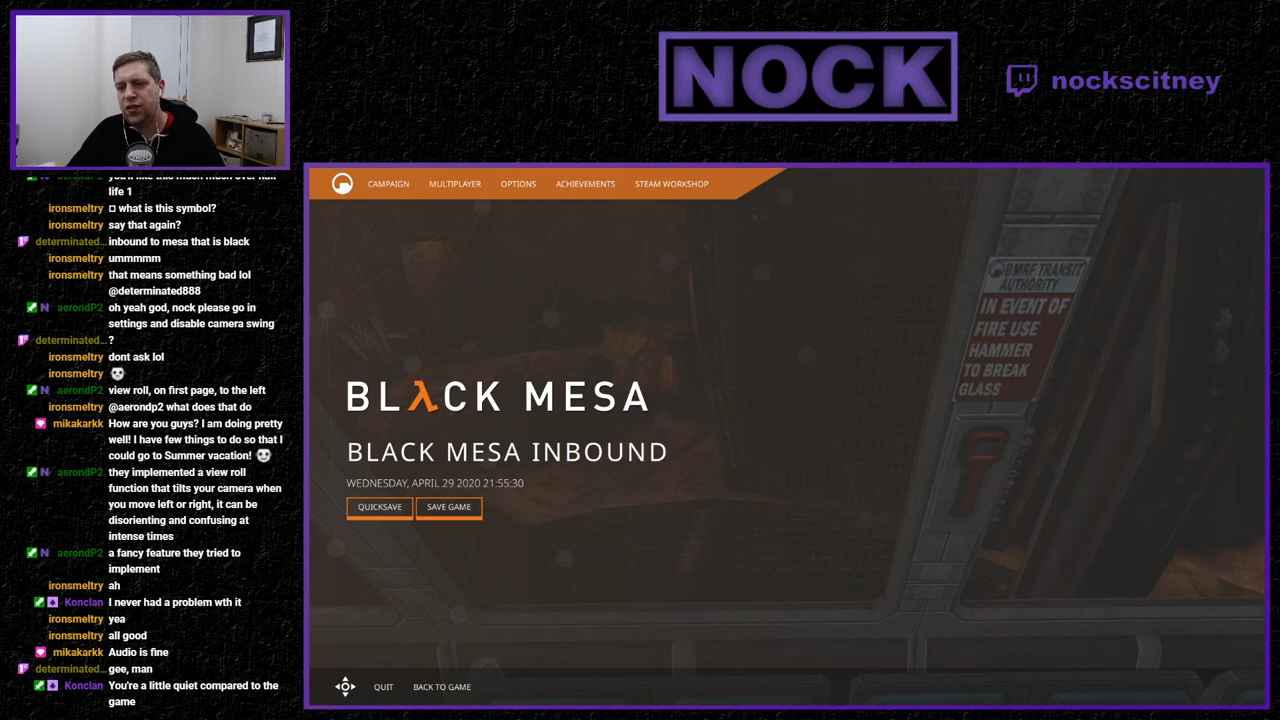 NOCK
nockscitney
life 1
ironsmeltry ¤ what is this symbol?
ironsmeltry say that again?
determinated... inbound to mesa that is black
ironsmeltry ummmmm
ironsmeltry that means something bad lol
@determinated888
N aerondP2 oh yeah god, nock please go in
settings and disable camera swing
determinated... ?
ironsmeltry dont ask lol
ironsmeltry
N aerondP2 view roll, on first page, to the left
ironsmeltry @aerondp2 what does that do
mikakarkk How are you guys? I am doing pretty
well! I have few things to do so that I
could go to Summer vacation!
N aerondP2 they implemented a view roll
function that tilts your camera when
you move left or right, it can be
disorienting and confusing at
intense times
N aerondP2 a fancy feature they tried to
implement
ironsmeltry ah
Konclan I never had a problem wth it
ironsmeltry yea
ironsmeltry all good
mikakarkk Audio is fine
determinated... gee, man
Konclan You're a little quiet compared to the
game
CAMPAIGN MULTIPLAYER OPTIONS ACHIEVEMENTS STEAM WORKSHOP
BMRF TRANSIT
AUTHORITY
IN EVENT OF
FIRE USE
HAMMER
TO BREAK
GLASS
BLλCK MESA
BLACK MESA INBOUND
WEDNESDAY, APRIL 29 2020 21:55:30
QUICKSAVE SAVE GAME
QUIT BACK TO GAME